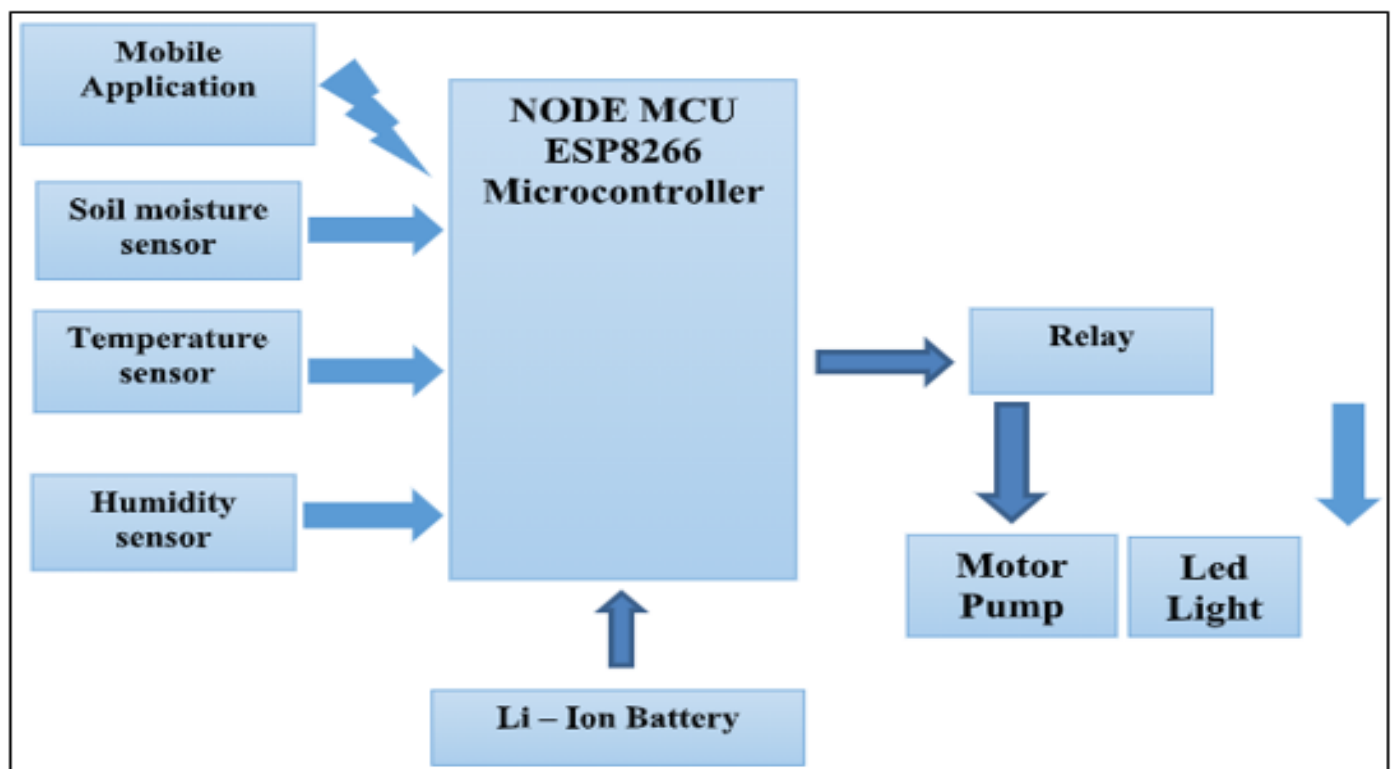 Mobile
Application
NODE MCU
ESP8266
Microcontroller
Soil moisture
sensor
Temperature
sensor
Relay
Humidity
sensor
Motor
Pump
Led
Light
Li – Ion Battery